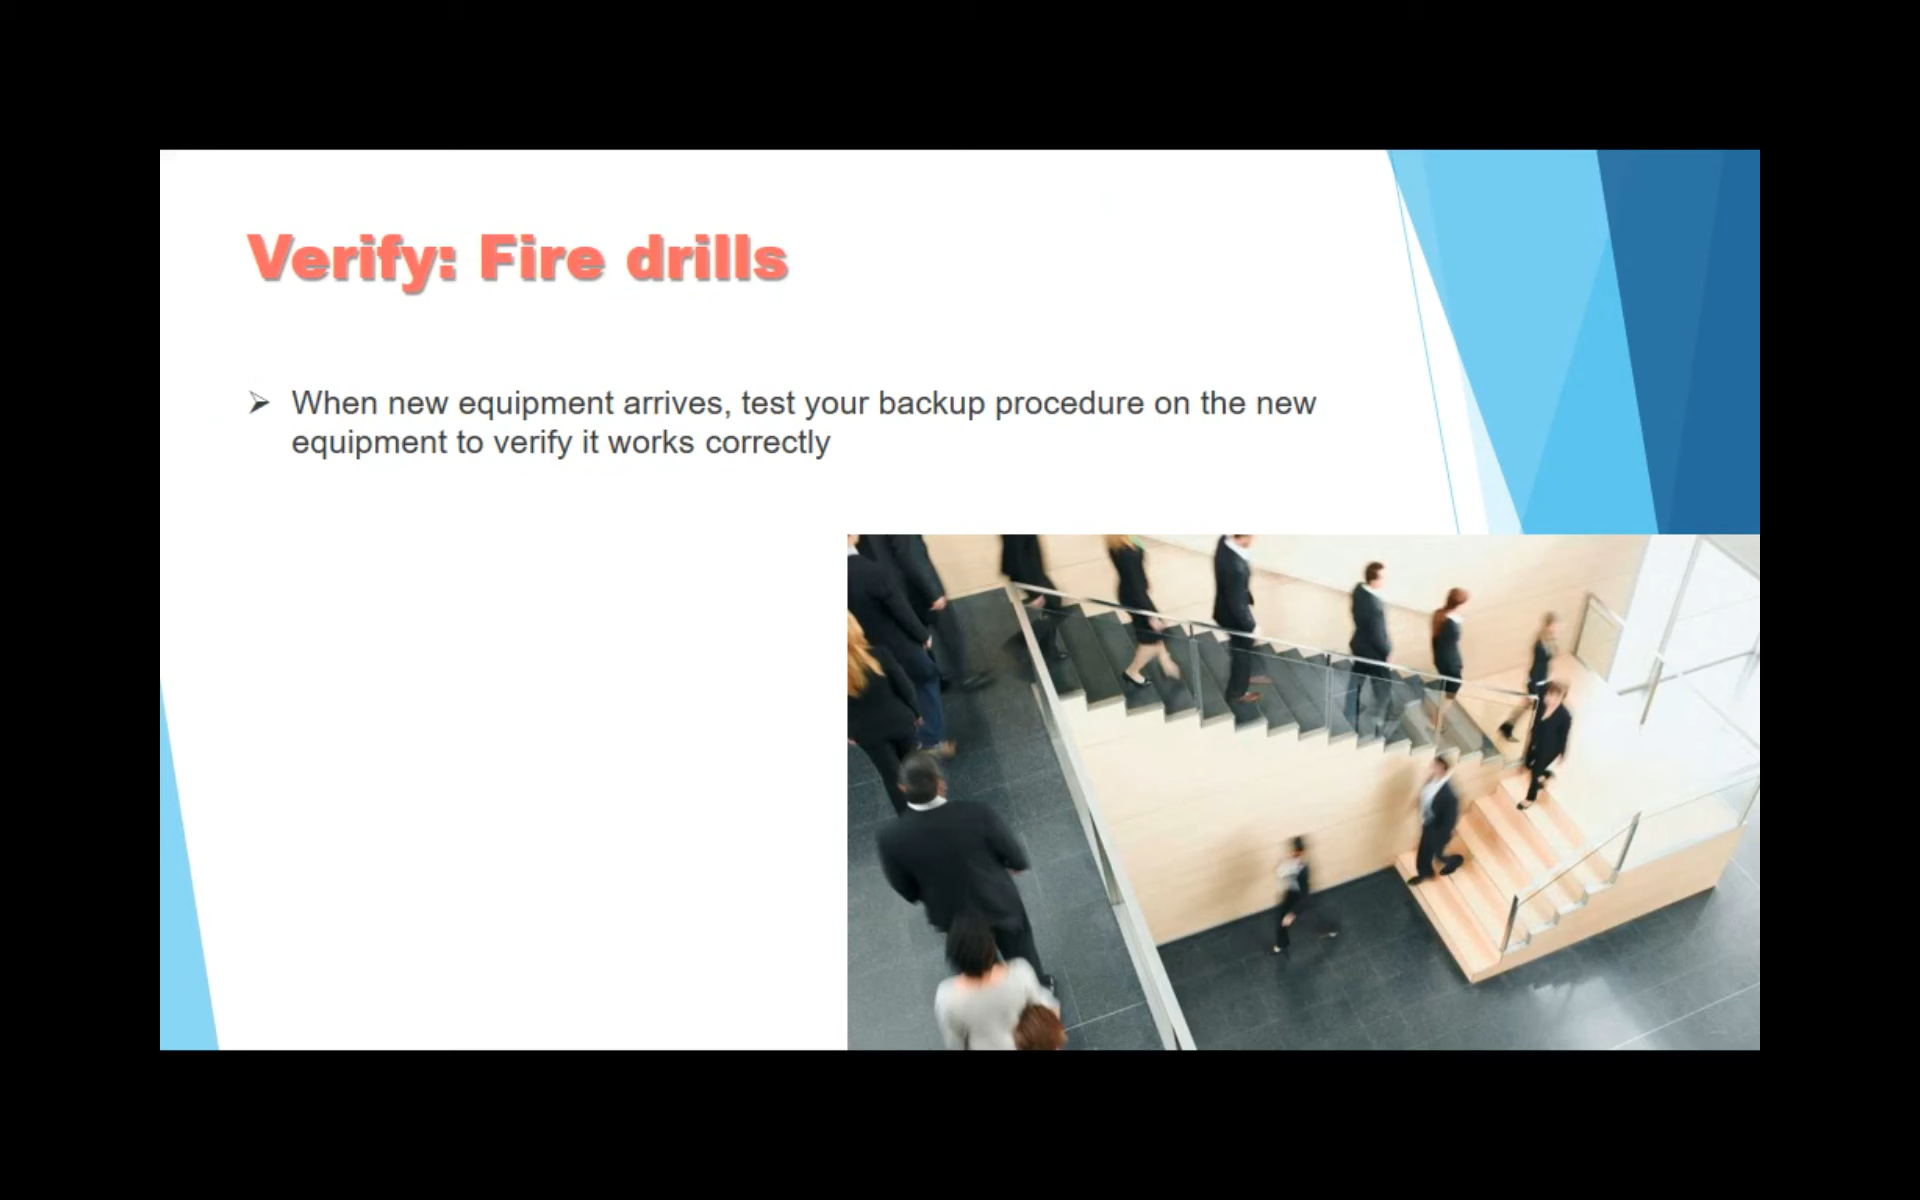 Verify: Fire drills
When new equipment arrives, test your backup procedure on the new
equipment to verify it works correctly